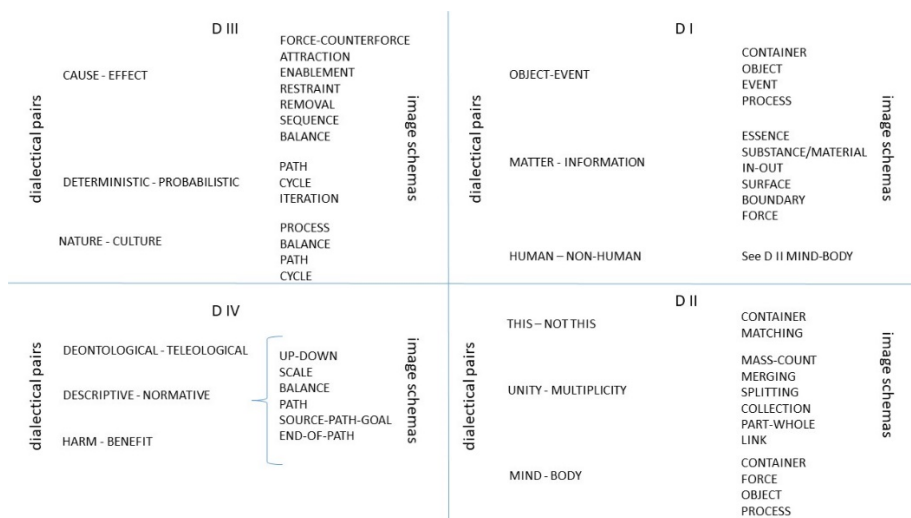 D III
dialectical pairs
CAUSE - EFFECT
FORCE-COUNTERFORCE
ATTRACTION
ENABLEMENT
RESTRAINT
REMOVAL
SEQUENCE
BALANCE
DETERMINISTIC - PROBABILISTIC
PATH
CYCLE
ITERATION
NATURE - CULTURE
PROCESS
BALANCE
PATH
CYCLE
image schemas
D I
dialectical pairs
OBJECT-EVENT
CONTAINER
OBJECT
EVENT
PROCESS
MATTER - INFORMATION
ESSENCE
SUBSTANCE/MATERIAL
IN-OUT
SURFACE
BOUNDARY
FORCE
HUMAN – NON-HUMAN
See D II MIND-BODY
image schemas
D IV
dialectical pairs
DEONTOLOGICAL - TELEOLOGICAL
DESCRIPTIVE - NORMATIVE
HARM - BENEFIT
UP-DOWN
SCALE
BALANCE
PATH
SOURCE-PATH-GOAL
END-OF-PATH
image schemas
D II
dialectical pairs
THIS – NOT THIS
CONTAINER
MATCHING
UNITY - MULTIPLICITY
MASS-COUNT
MERGING
SPLITTING
COLLECTION
PART-WHOLE
LINK
MIND - BODY
CONTAINER
FORCE
OBJECT
PROCESS
image schemas